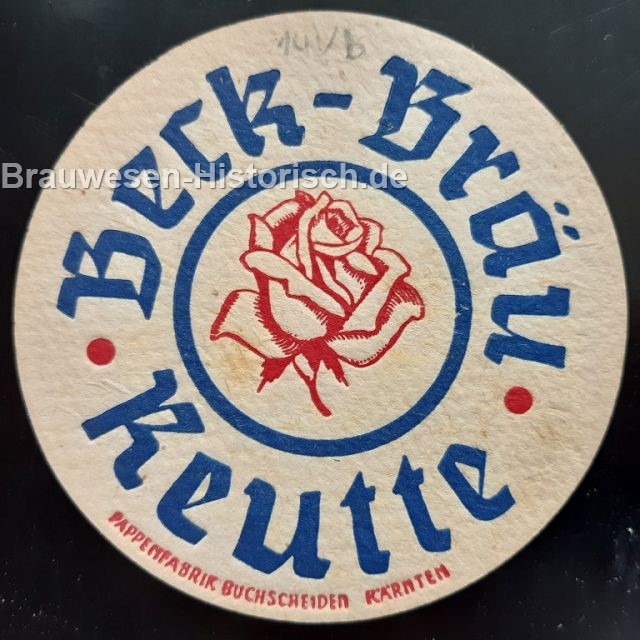 14 V b
Beck-Bräu
Brauwesen-Historisch.de
Reutte
PAPPENFABRIK BUCHSCHEIDEN KÄRNTEN